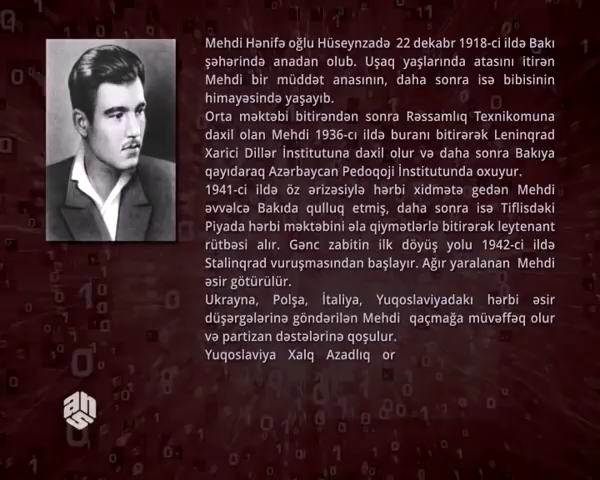 Mehdi Hənifə oğlu Hüseynzadə 22 dekabr 1918-ci ildə Bakı
şəhərində anadan olub. Uşaq yaşlarında atasını itirən
Mehdi bir müddət anasının, daha sonra isə bibisinin
himayəsində yaşayıb.
Orta məktəbi bitirəndən sonra Rəssamlıq Texnikomuna
daxil olan Mehdi 1936-cı ildə buranı bitirərək Leninqrad
Xarici Dillər İnstitutuna daxil olur və daha sonra Bakıya
qayıdaraq Azərbaycan Pedoqoji İnstitutunda oxuyur.
1941-ci ildə öz ərizəsiylə hərbi xidmətə gedən Mehdi
əvvəlcə Bakıda qulluq etmiş, daha sonra isə Tiflisdəki
Piyada hərbi məktəbini əla qiymətlərlə bitirərək leytenant
rütbəsi alır. Gənc zabitin ilk döyüş yolu 1942-ci ildə
Stalinqrad vuruşmasından başlayır. Ağır yaralanan Mehdi
əsir götürülür.
Ukrayna, Polşa, İtaliya, Yuqoslaviyadakı hərbi əsir
düşərgələrinə göndərilən Mehdi qaçmağa müvəffəq olur
və partizan dəstələrinə qoşulur.
Yuqoslaviya Xalq Azadlıq or
ans